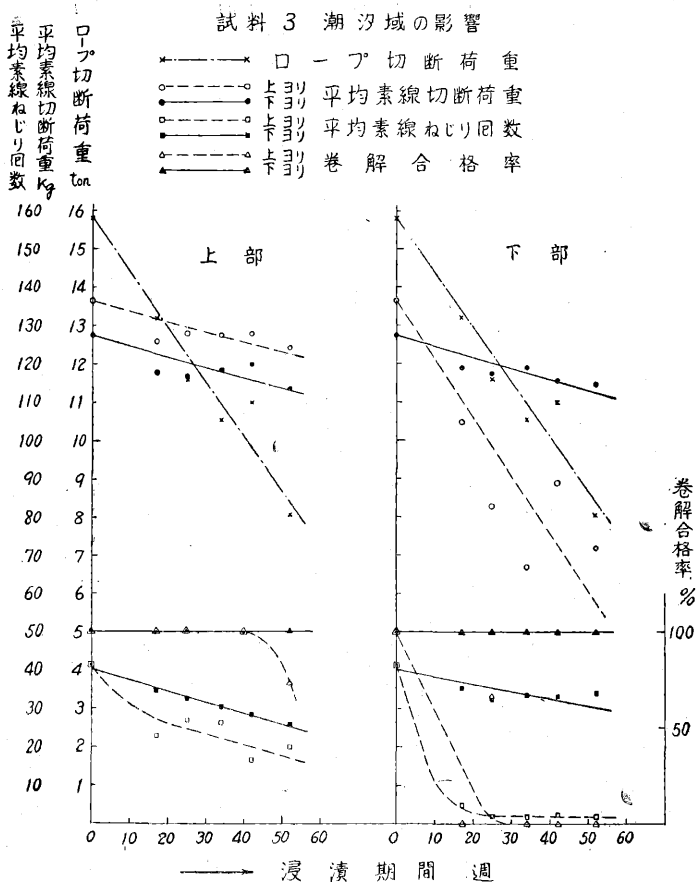 試料3 潮汐域の影響
ロープ切断荷重
上ヨリ
下ヨリ 平均素線切断荷重
上ヨリ
下ヨリ 平均素線ねじり回数
上ヨリ
下ヨリ 巻解合格率
平均素線ねじり回数
平均素線切断荷重 Kg
ロープ切断荷重 ton
160 16
150 15
140 14
130 13
120 12
110 11
100 10
90 9
80 8
70 7
60 6
50 5
40 4
30 3
20 2
10 1
上部
下部
巻解合格率 %
100
50
0 10 20 30 40 50 60
0 10 20 30 40 50 60
浸漬期間 週